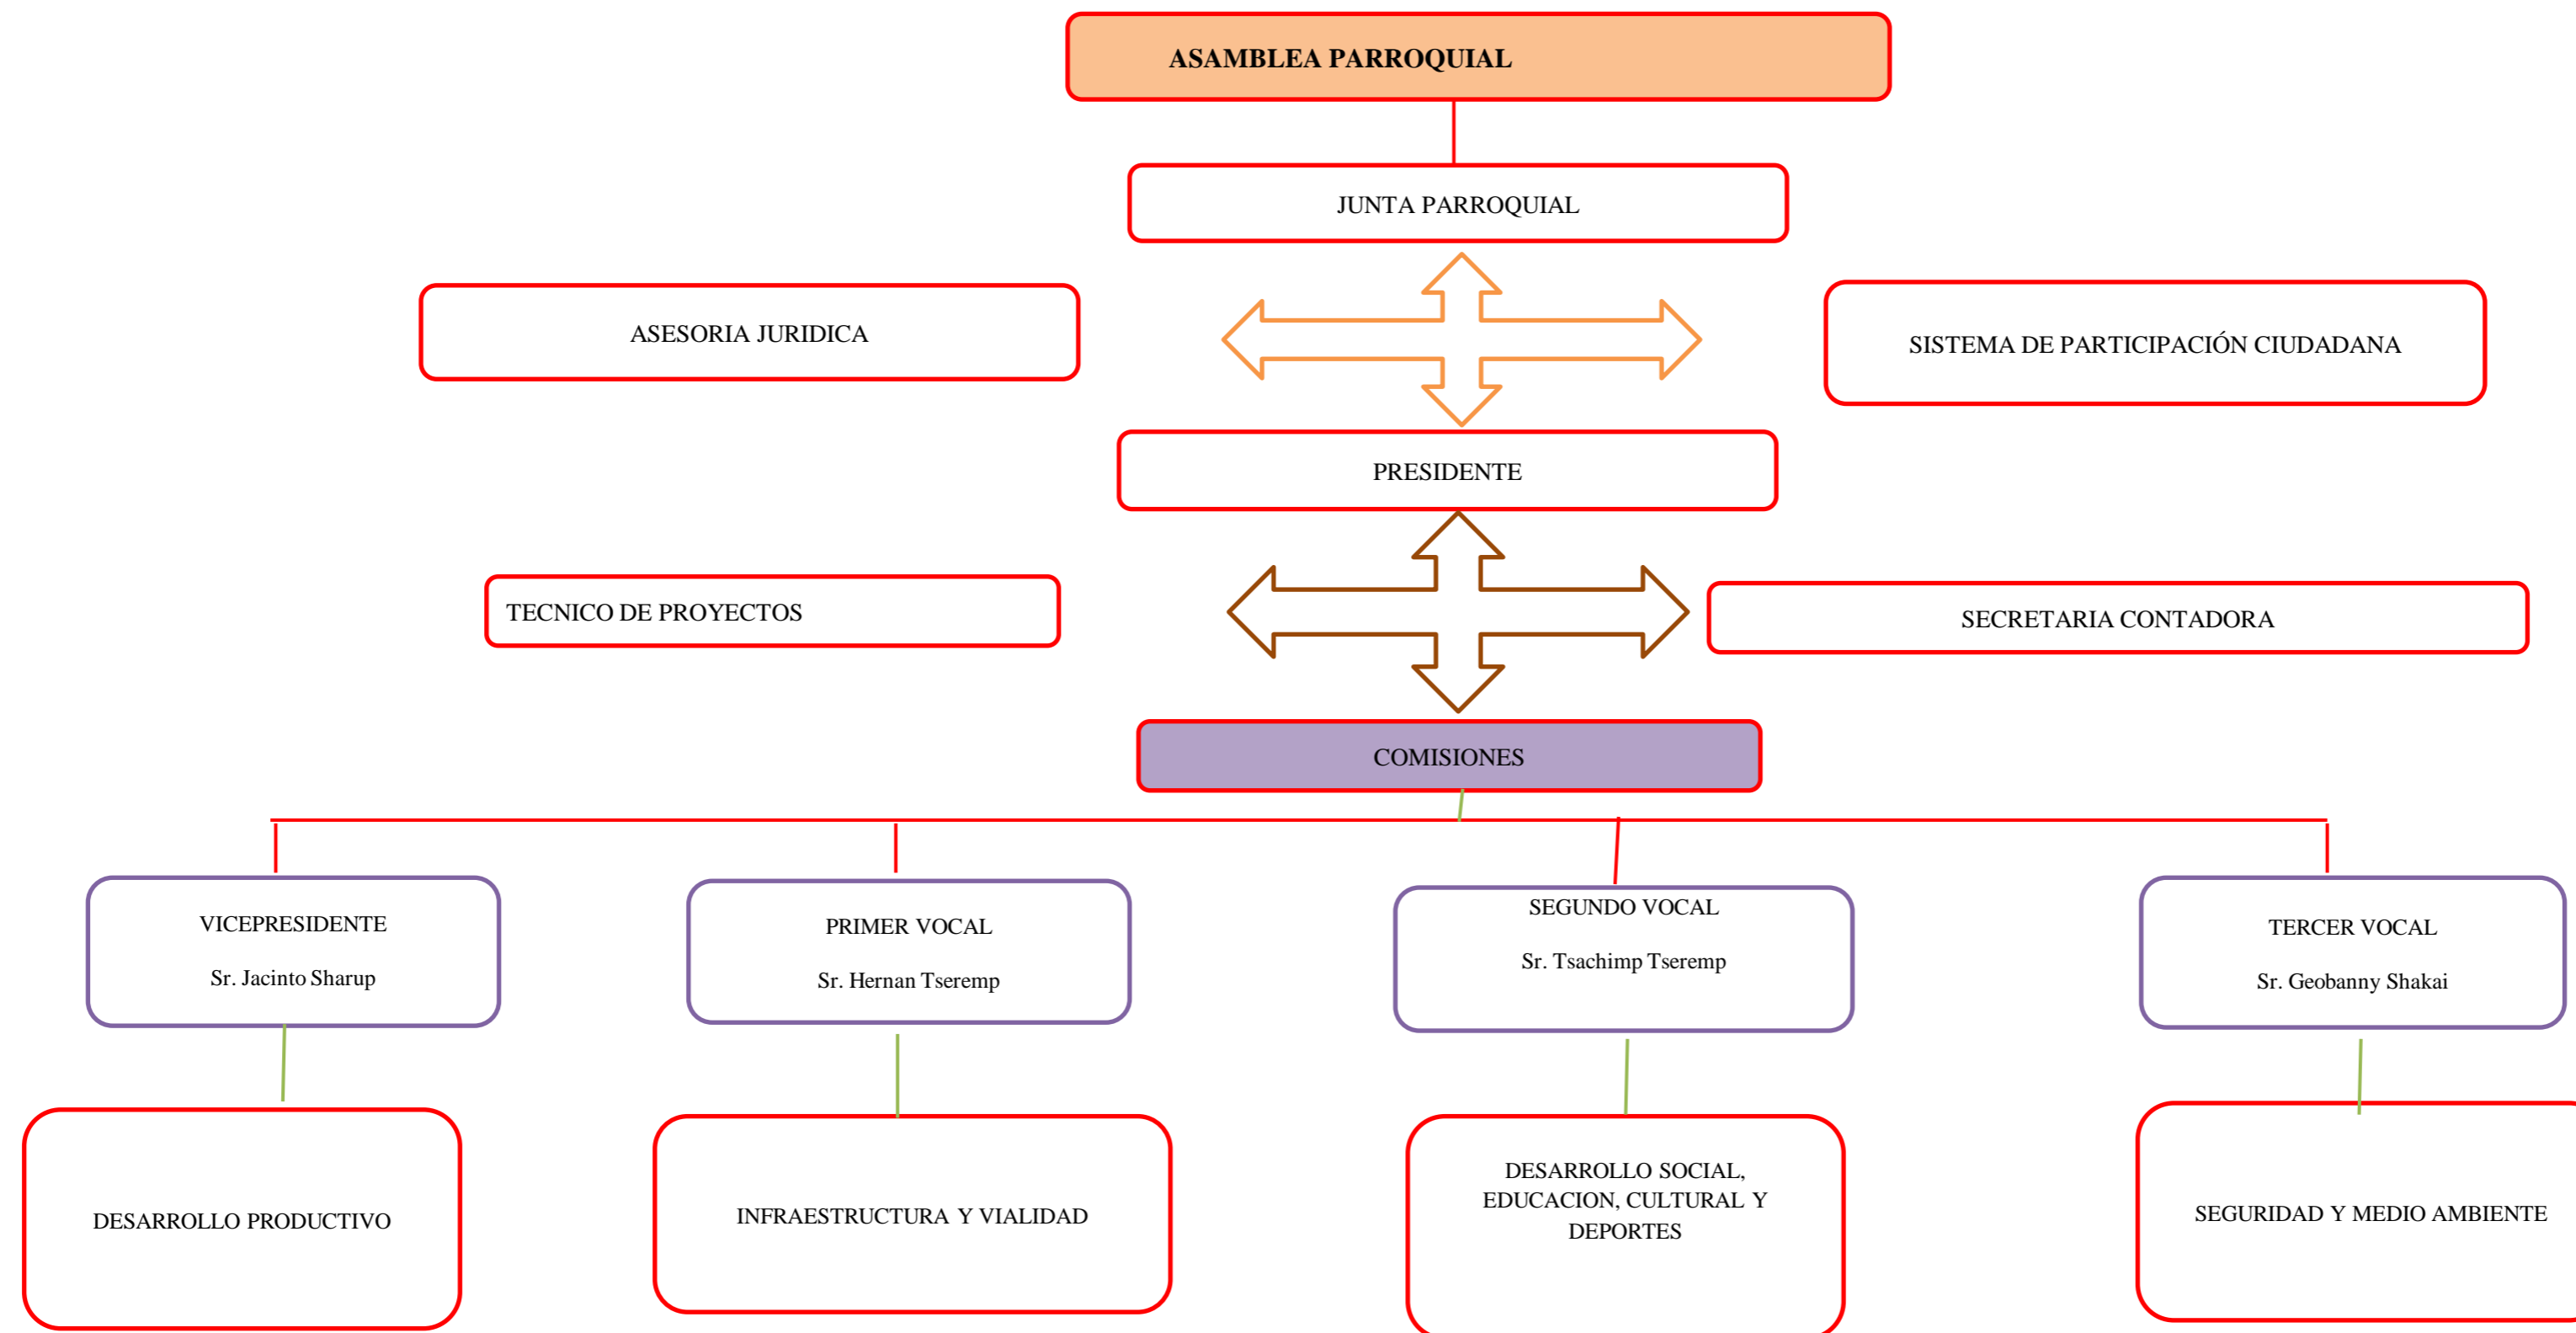 ASAMBLEA PARROQUIAL
JUNTA PARROQUIAL
ASESORIA JURIDICA
SISTEMA DE PARTICIPACIÓN CIUDADANA
PRESIDENTE
TECNICO DE PROYECTOS
SECRETARIA CONTADORA
COMISIONES
VICEPRESIDENTE
Sr. Jacinto Sharup
PRIMER VOCAL
Sr. Hernan Tseremp
SEGUNDO VOCAL
Sr. Tsachimp Tseremp
TERCER VOCAL
Sr. Geobanny Shakai
DESARROLLO PRODUCTIVO
INFRAESTRUCTURA Y VIALIDAD
DESARROLLO SOCIAL,
EDUCACION, CULTURAL Y
DEPORTES
SEGURIDAD Y MEDIO AMBIENTE